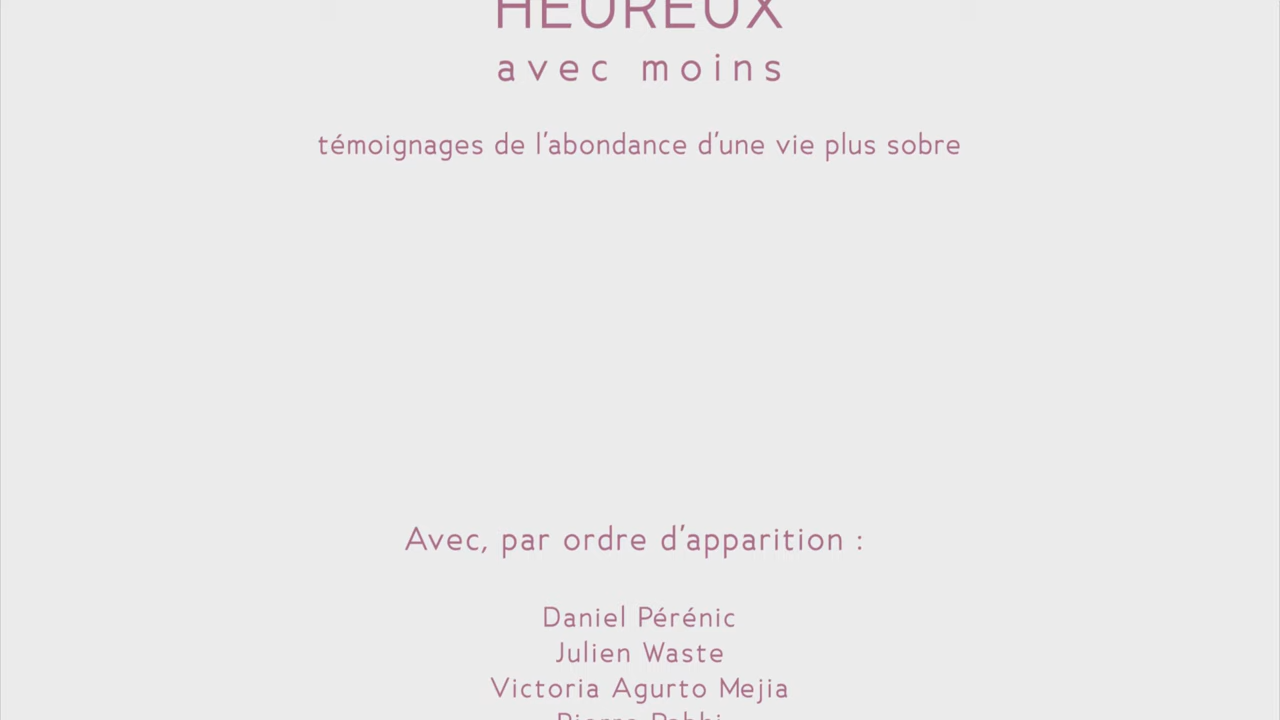 HEUREUX
avec moins
témoignages de l'abondance d'une vie plus sobre
Avec, par ordre d'apparition :
Daniel Pérénic
Julien Waste
Victoria Agurto Mejia